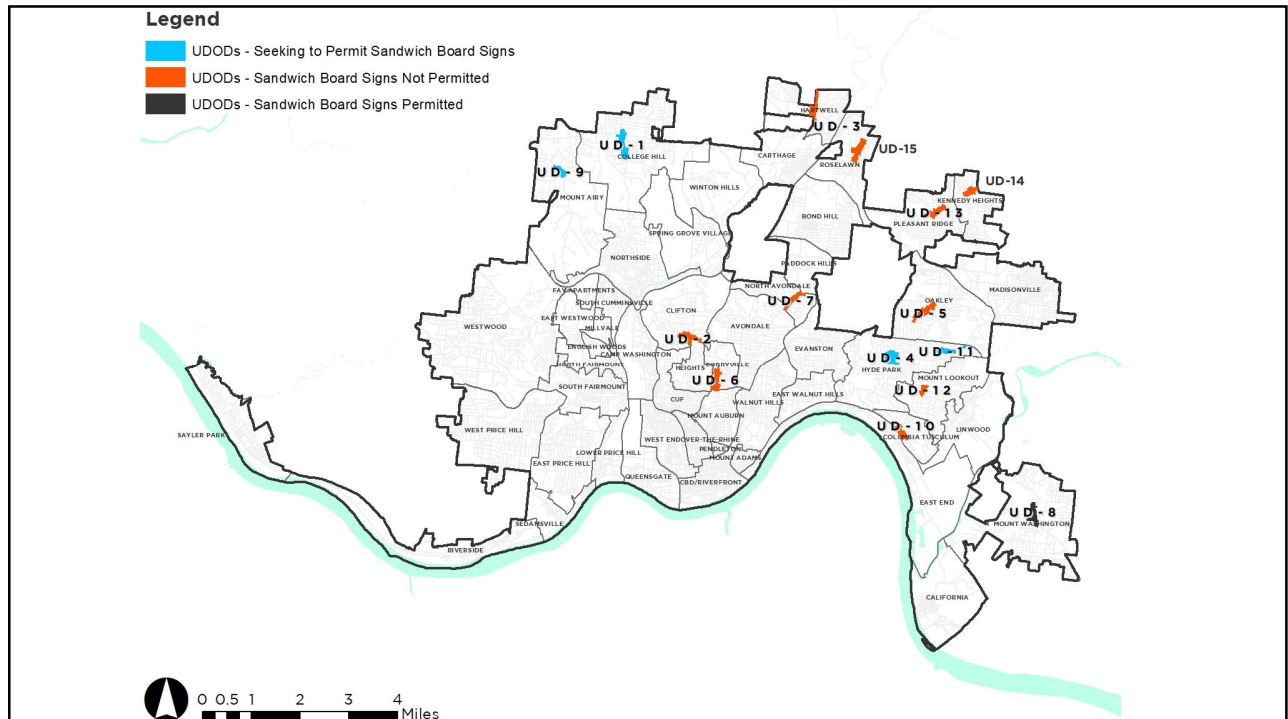 Legend
UDODs - Seeking to Permit Sandwich Board Signs
UDODs - Sandwich Board Signs Not Permitted
UDODs - Sandwich Board Signs Permitted
HARTWELL
UD-3
UD-1
COLLEGE HILL
CARTHAGE
UD-15
ROSELAWN
UD-9
MOUNT AIRY
WINTON HILLS
UD-14
KENNEDY HEIGHTS
UD-13
PLEASANT RIDGE
BOND HILL
SPRING GROVE VILLAGE
NORTHSIDE
PADDOCK HILLS
NORTH AVONDALE
UD-7
MADISONVILLE
OAKLEY
UD-5
FAY APARTMENTS
SOUTH CUMMINSVILLE
CLIFTON
EAST WESTWOOD
WESTWOOD
MILLVALE
AVONDALE
UD-2
ENGLISH WOODS
CAMP WASHINGTON
EVANSTON
UD-4
UD-11
HYDE PARK
NORTH FAIRMOUNT
HEIGHTS
CORRYVILLE
MOUNT LOOKOUT
UD-6
SOUTH FAIRMOUNT
UD-12
EAST WALNUT HILLS
CUF
WALNUT HILLS
MOUNT AUBURN
UD-10
LINWOOD
COLUMBIA TUSCULUM
WEST PRICE HILL
SAYLER PARK
WEST END
OVER-THE-RHINE
PENDLETON
LOWER PRICE HILL
MOUNT ADAMS
EAST PRICE HILL
QUEENSGATE
CBD/RIVERFRONT
EAST END
UD-8
MOUNT WASHINGTON
SEDAMSVILLE
RIVERSIDE
CALIFORNIA
0 0.5 1 2 3 4
Miles